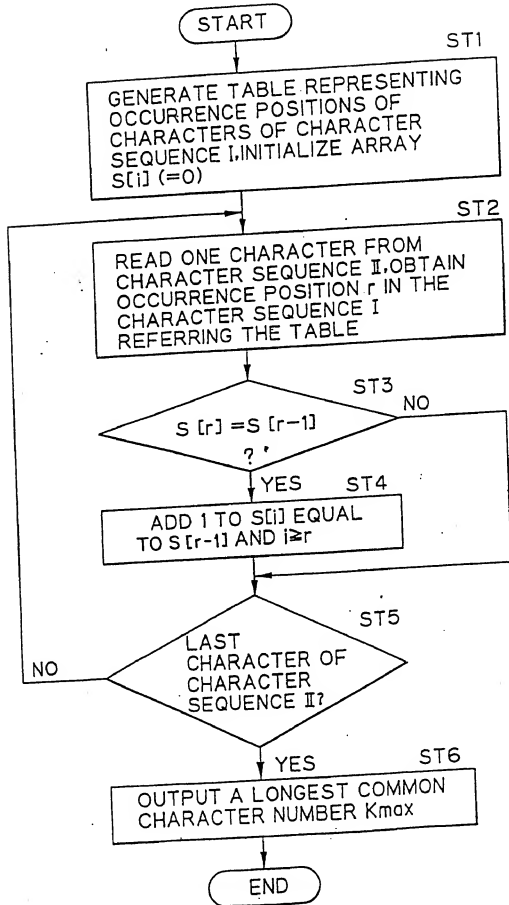 START
ST1
GENERATE TABLE REPRESENTING
OCCURRENCE POSITIONS OF
CHARACTERS OF CHARACTER
SEQUENCE I,INITIALIZE ARRAY
S[i] (=0)
ST2
READ ONE CHARACTER FROM
CHARACTER SEQUENCE II,OBTAIN
OCCURRENCE POSITION r IN THE
CHARACTER SEQUENCE I
REFERRING THE TABLE
ST3
S [r] =S [r-1]
?
NO
YES
ST4
ADD 1 TO S[i] EQUAL
TO S [r-1] AND i≥r
ST5
LAST
CHARACTER OF
CHARACTER
SEQUENCE II?
NO
YES
ST6
OUTPUT A LONGEST COMMON
CHARACTER NUMBER Kmax
END